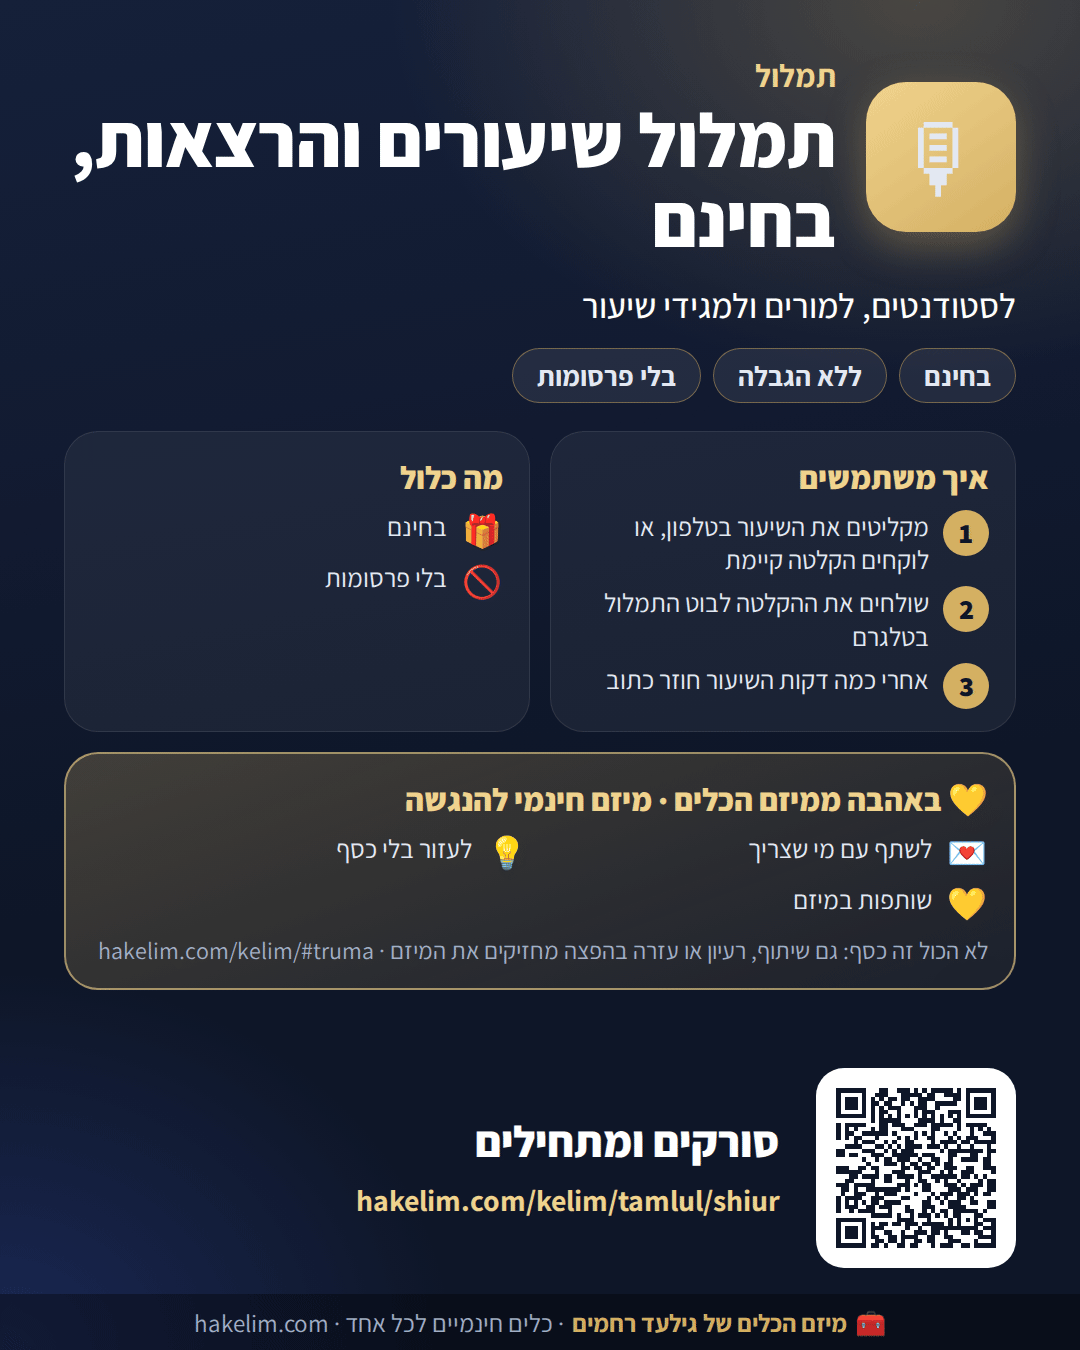 תמלול
תמלול שיעורים והרצאות,
בחינם
לסטודנטים, למורים ולמגידי שיעור
בחינם
ללא הגבלה
בלי פרסומות
איך משתמשים
1 מקליטים את השיעור בטלפון, או
לוקחים הקלטה קיימת
2 שולחים את ההקלטה לבוט התמלול
בטלגרם
3 אחרי כמה דקות השיעור חוזר כתוב
מה כלול
בחינם
בלי פרסומות
באהבה ממיזם הכלים · מיזם חינמי להנגשה
לשתף עם מי שצריך
לעזור בלי כסף
שותפות במיזם
לא הכול זה כסף: גם שיתוף, רעיון או עזרה בהפצה מחזיקים את המיזם · hakelim.com/kelim/#truma
סורקים ומתחילים
hakelim.com/kelim/tamlul/shiur
מיזם הכלים של גילעד רחמים · כלים חינמיים לכל אחד · hakelim.com